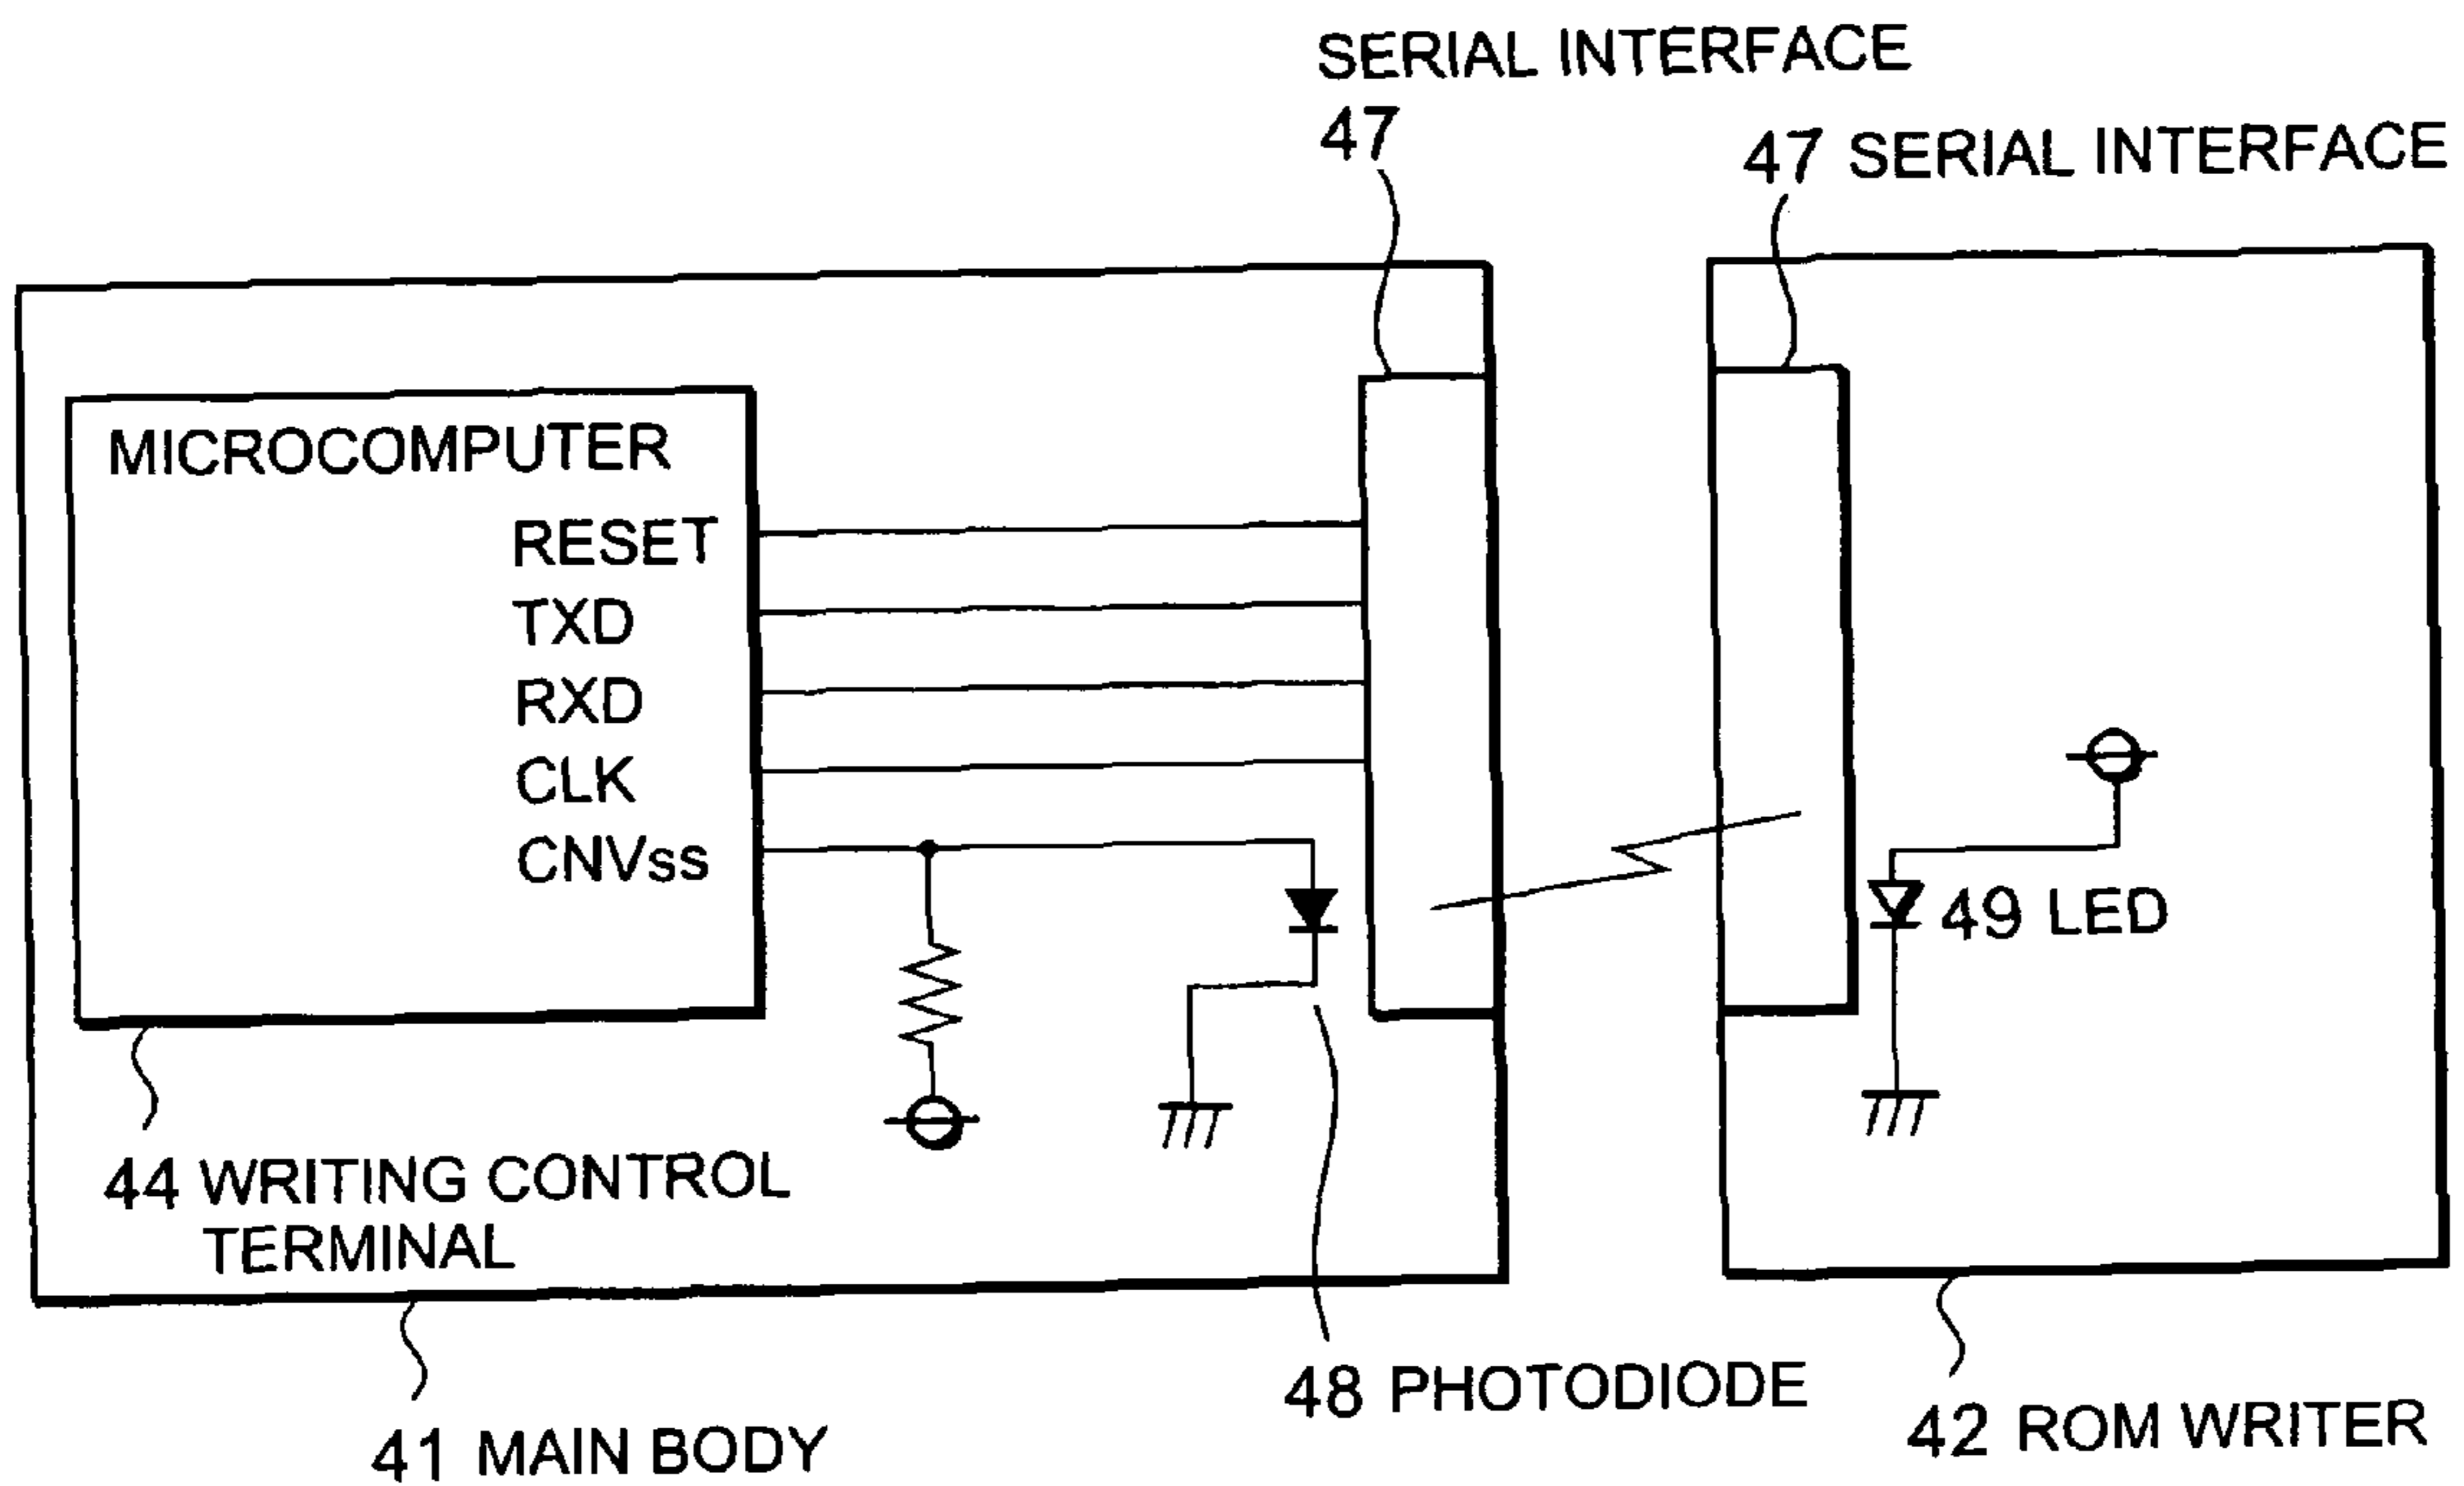 SERIAL INTERFACE
47
47 SERIAL INTERFACE
MICROCOMPUTER
RESET
TXD
RXD
CLK
CNVss
49 LED
44 WRITING CONTROL
TERMINAL
48 PHOTODIODE
41 MAIN BODY
42 ROM WRITER